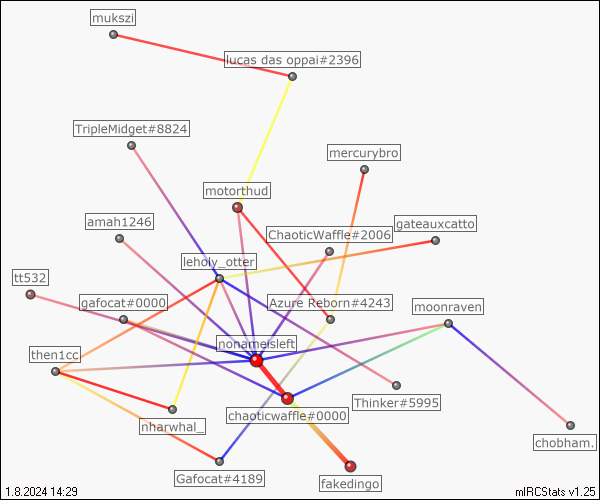 mukszi
lucas das oppai#2396
TripleMidget#8824
mercurybro
motorthud
amah1246
ChaoticWaffle#2006
gateauxcatto
leholy_otter
tt532
gafocat#0000
Azure Reborn#4243
moonraven
nonameisleft
then1cc
Thinker#5995
chaoticwaffle#0000
nharwhal_
chobham.
Gafocat#4189
fakedingo
1.8.2024 14:29
mIRCStats v1.25